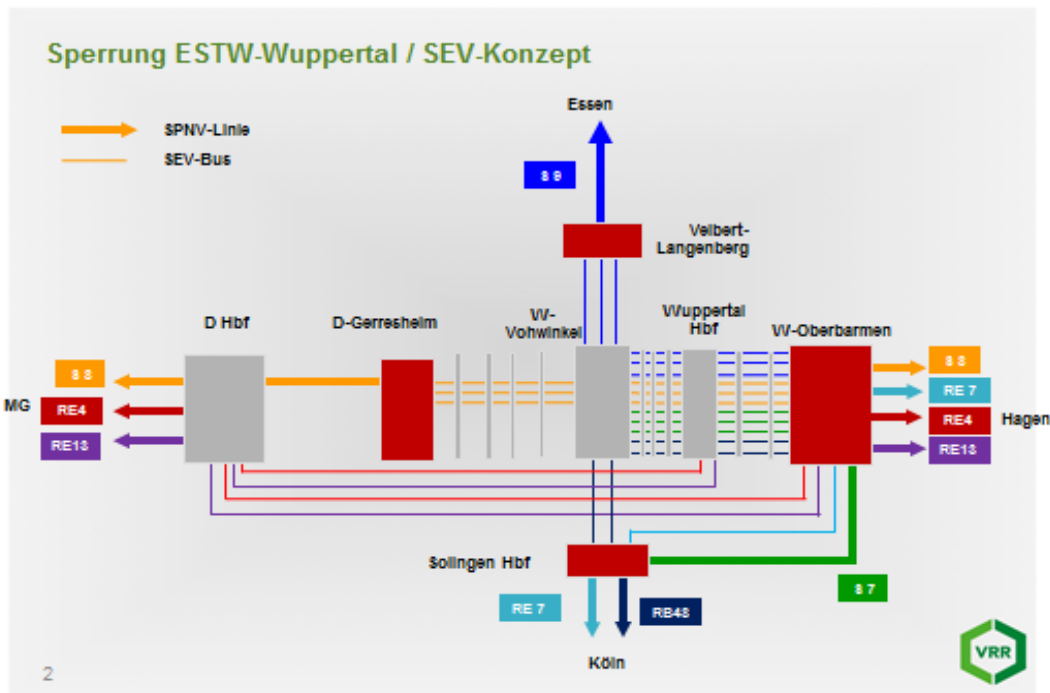 Sperrung ESTW-Wuppertal / SEV-Konzept
Essen
SPNV-Linie
SEV-Bus
S 9
Velbert-
Langenberg
D Hbf
D-Gerresheim
W-
Vohwinkel
Wuppertal
Hbf
W-Oberbarmen
S 8
S 8
RE 7
MG
RE4
RE4
Hagen
RE13
RE13
Solingen Hbf
S 7
RE 7
RB48
Köln
VRR
2